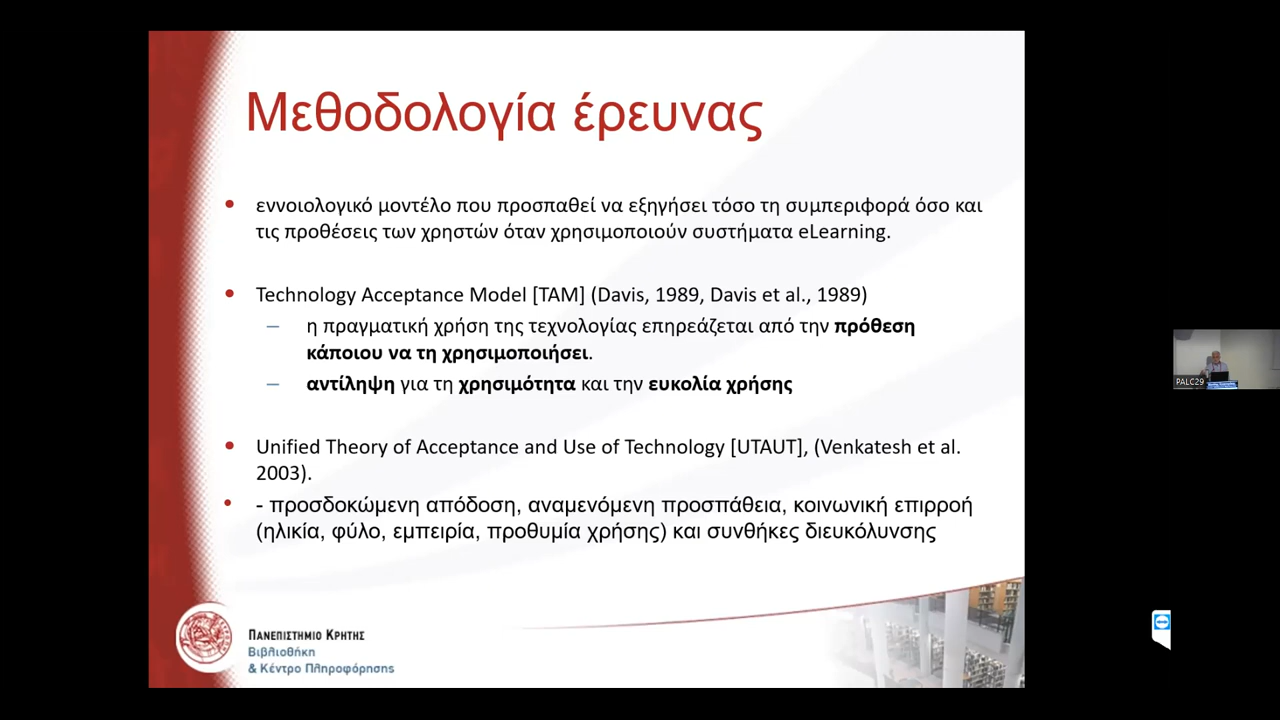 Μεθοδολογία έρευνας
• εννοιολογικό μοντέλο που προσπαθεί να εξηγήσει τόσο τη συμπεριφορά όσο και
τις προθέσεις των χρηστών όταν χρησιμοποιούν συστήματα eLearning.
• Technology Acceptance Model [TAM] (Davis, 1989, Davis et al., 1989)
– η πραγματική χρήση της τεχνολογίας επηρεάζεται από την πρόθεση
κάποιου να τη χρησιμοποιήσει.
– αντίληψη για τη χρησιμότητα και την ευκολία χρήσης
• Unified Theory of Acceptance and Use of Technology [UTAUT], (Venkatesh et al.
2003).
• - προσδοκώμενη απόδοση, αναμενόμενη προσπάθεια, κοινωνική επιρροή
(ηλικία, φύλο, εμπειρία, προθυμία χρήσης) και συνθήκες διευκόλυνσης
ΠΑΝΕΠΙΣΤΗΜΙΟ ΚΡΗΤΗΣ
Βιβλιοθήκη
& Κέντρο Πληροφόρησης
PALC29